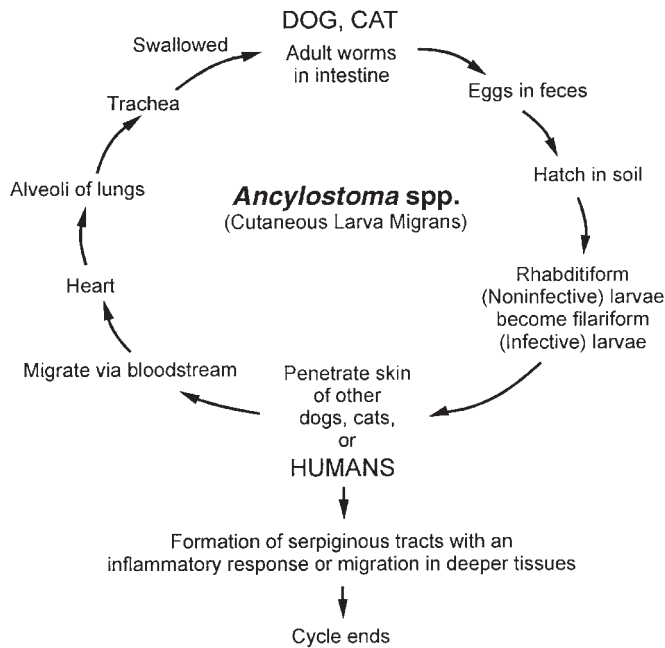 DOG, CAT
Adult worms
in intestine
Eggs in feces
Hatch in soil
Rhabditiform
(Noninfective) larvae
become filariform
(Infective) larvae
Penetrate skin
of other
dogs, cats,
or
HUMANS
Migrate via bloodstream
Heart
Alveoli of lungs
Trachea
Swallowed
Ancylostoma spp.
(Cutaneous Larva Migrans)
Formation of serpiginous tracts with an
inflammatory response or migration in deeper tissues
Cycle ends